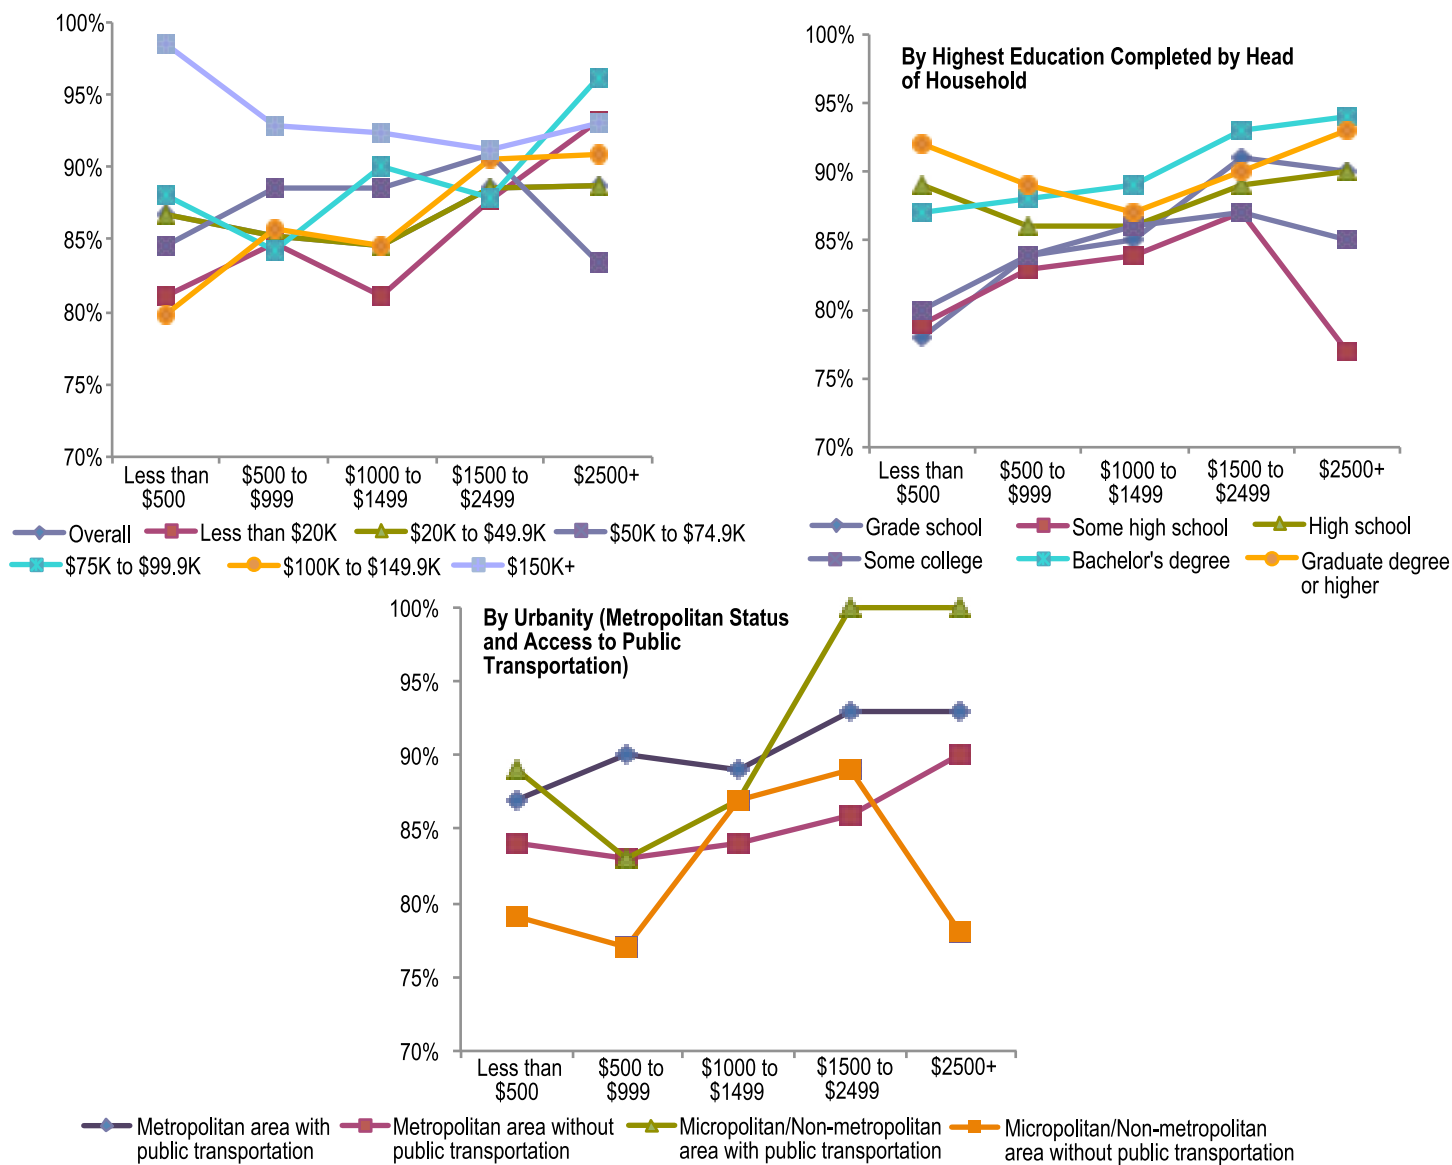 100%
95%
90%
85%
80%
75%
70%
Less than
$500
$500 to
$999
$1000 to
$1499
$1500 to
$2499
$2500+
Overall
Less than $20K
$20K to $49.9K
$50K to $74.9K
$75K to $99.9K
$100K to $149.9K
$150K+
By Highest Education Completed by Head
of Household
100%
95%
90%
85%
80%
75%
70%
Less than
$500
$500 to
$999
$1000 to
$1499
$1500 to
$2499
$2500+
Grade school
Some high school
High school
Some college
Bachelor's degree
Graduate degree
or higher
By Urbanity (Metropolitan Status
and Access to Public
Transportation)
100%
95%
90%
85%
80%
75%
70%
Less than
$500
$500 to
$999
$1000 to
$1499
$1500 to
$2499
$2500+
Metropolitan area with
public transportation
Metropolitan area without
public transportation
Micropolitan/Non-metropolitan
area with public transportation
Micropolitan/Non-metropolitan
area without public transportation